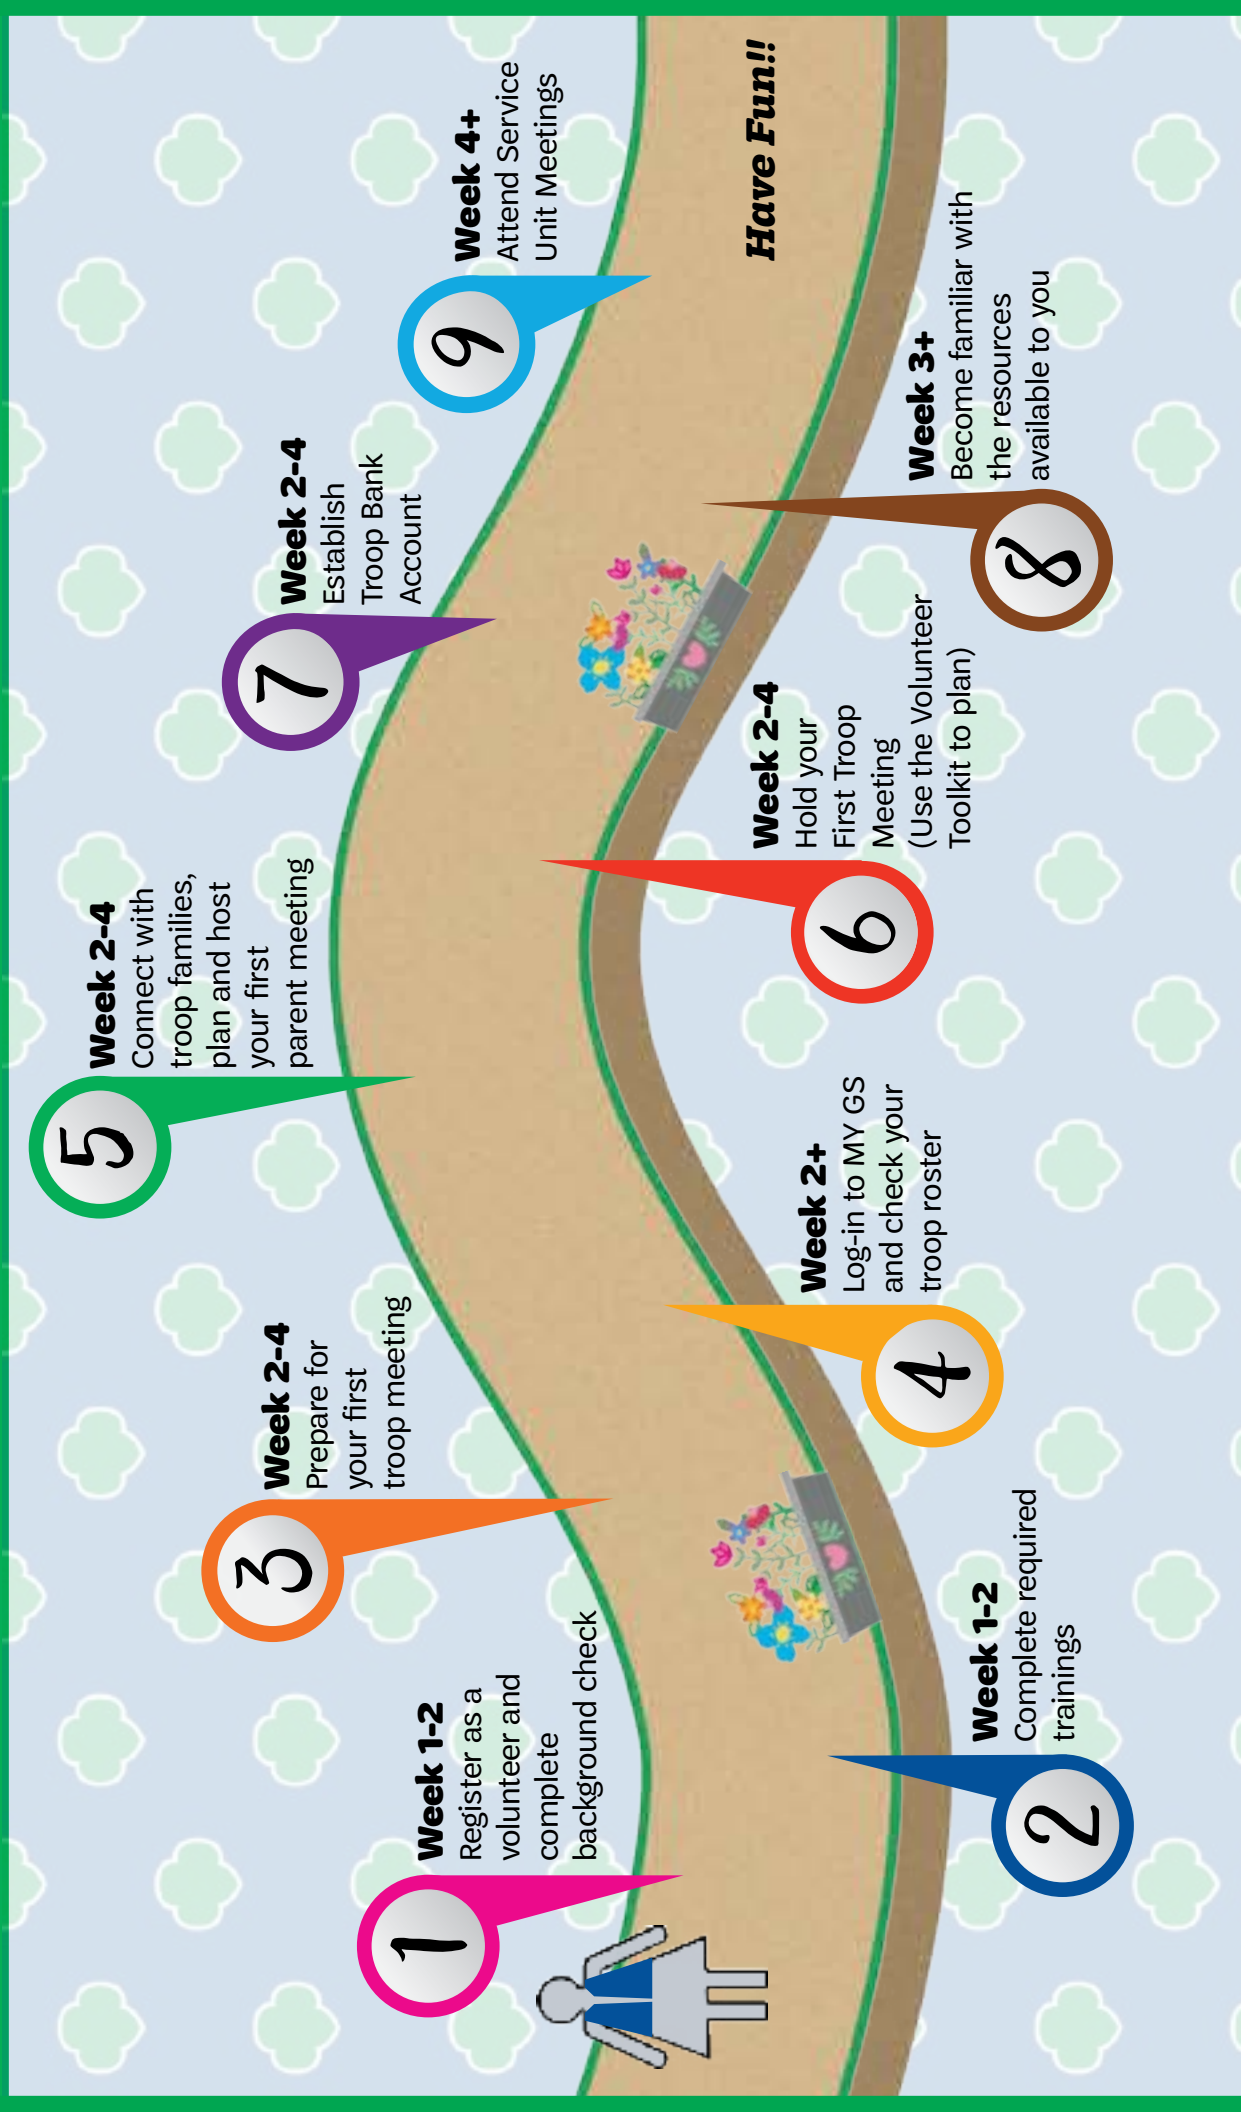 1
Week 1-2
Register as a
volunteer and
complete
background check
2
Week 1-2
Complete required
trainings
3
Week 2-4
Prepare for
your first
troop meeting
4
Week 2+
Log-in to MY GS
and check your
troop roster
5
Week 2-4
Connect with
troop families,
plan and host
your first
parent meeting
6
Week 2-4
Hold your
First Troop
Meeting
(Use the Volunteer
Toolkit to plan)
7
Week 2-4
Establish
Troop Bank
Account
8
Week 3+
Become familiar with
the resources
available to you
9
Week 4+
Attend Service
Unit Meetings
Have Fun!!